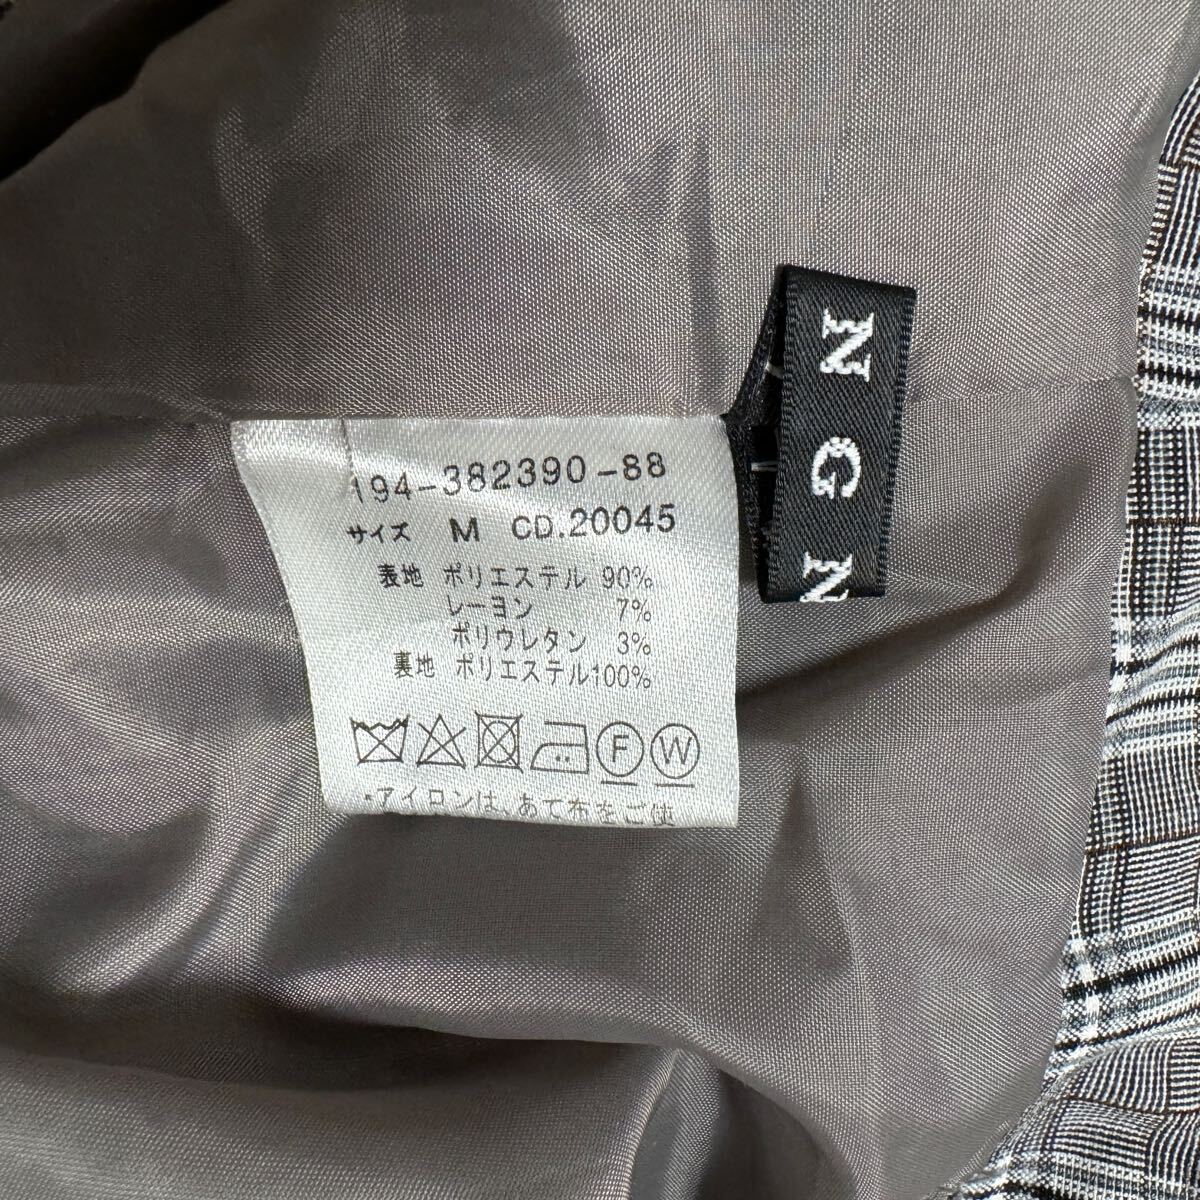 194-382390-88
サイズ M CD.20045
表地 ポリエステル 90%
レーヨン 7%
ポリウレタン 3%
裏地 ポリエステル100%
F W
・アイロンは、あて布をご使
N G N